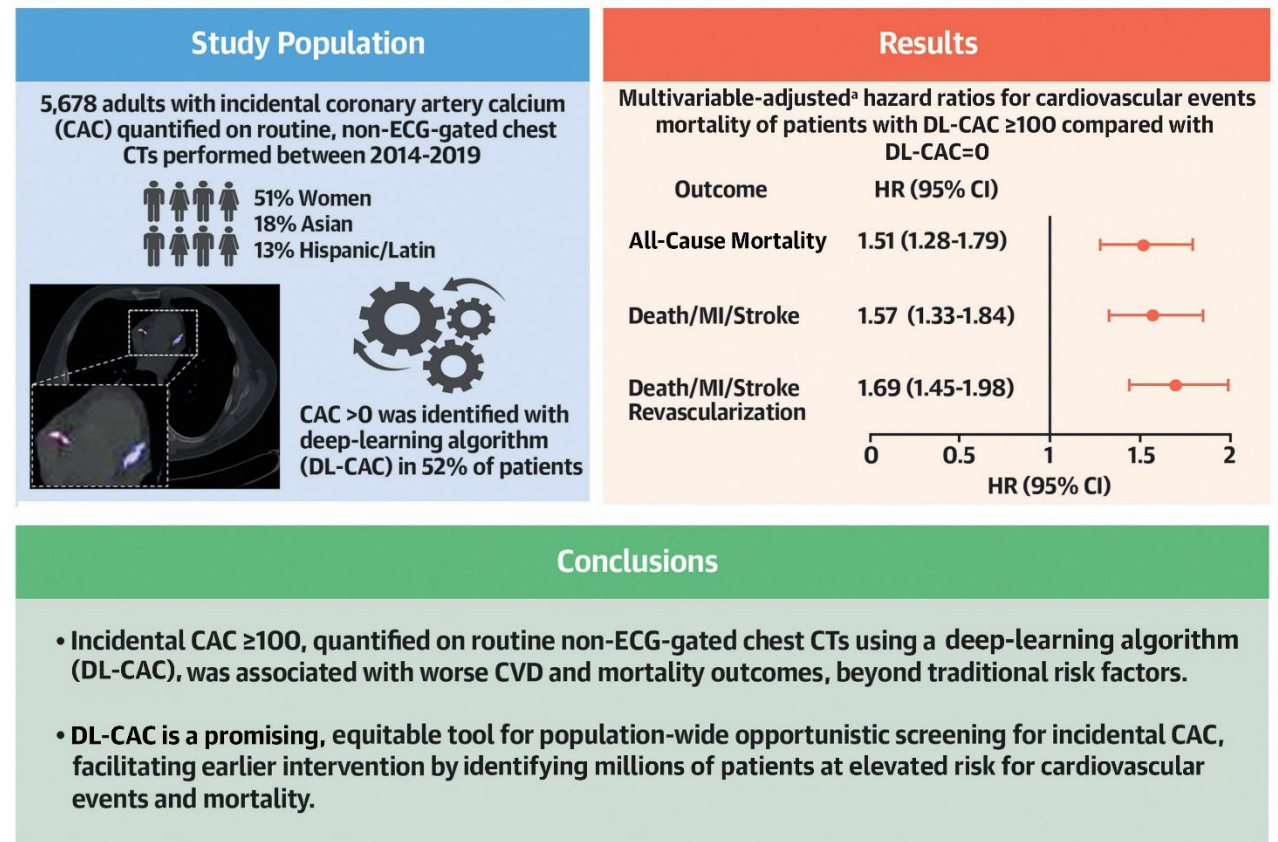 Study Population
5,678 adults with incidental coronary artery calcium
(CAC) quantified on routine, non-ECG-gated chest
CTs performed between 2014-2019
51% Women
18% Asian
13% Hispanic/Latin
CAC >0 was identified with
deep-learning algorithm
(DL-CAC) in 52% of patients
Results
Multivariable-adjustedᵃ hazard ratios for cardiovascular events
mortality of patients with DL-CAC ≥100 compared with
DL-CAC=0
Outcome HR (95% CI)
All-Cause Mortality 1.51 (1.28-1.79)
Death/MI/Stroke 1.57 (1.33-1.84)
Death/MI/Stroke 1.69 (1.45-1.98)
Revascularization
0 0.5 1 1.5 2
HR (95% CI)
Conclusions
• Incidental CAC ≥100, quantified on routine non-ECG-gated chest CTs using a deep-learning algorithm
(DL-CAC), was associated with worse CVD and mortality outcomes, beyond traditional risk factors.
• DL-CAC is a promising, equitable tool for population-wide opportunistic screening for incidental CAC,
facilitating earlier intervention by identifying millions of patients at elevated risk for cardiovascular
events and mortality.